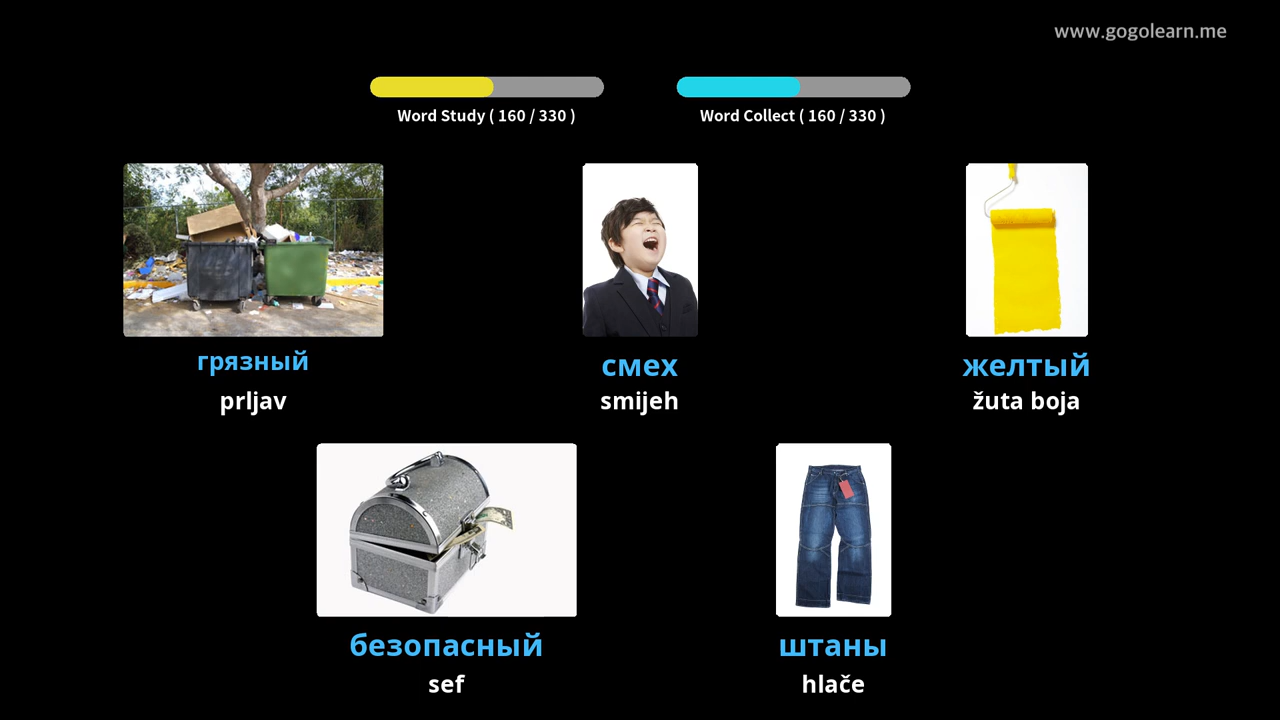 www.gogolearn.me
Word Study ( 160 / 330 )
Word Collect ( 160 / 330 )
грязный
смех
желтый
prljav
smijeh
žuta boja
безопасный
штаны
sef
hlače